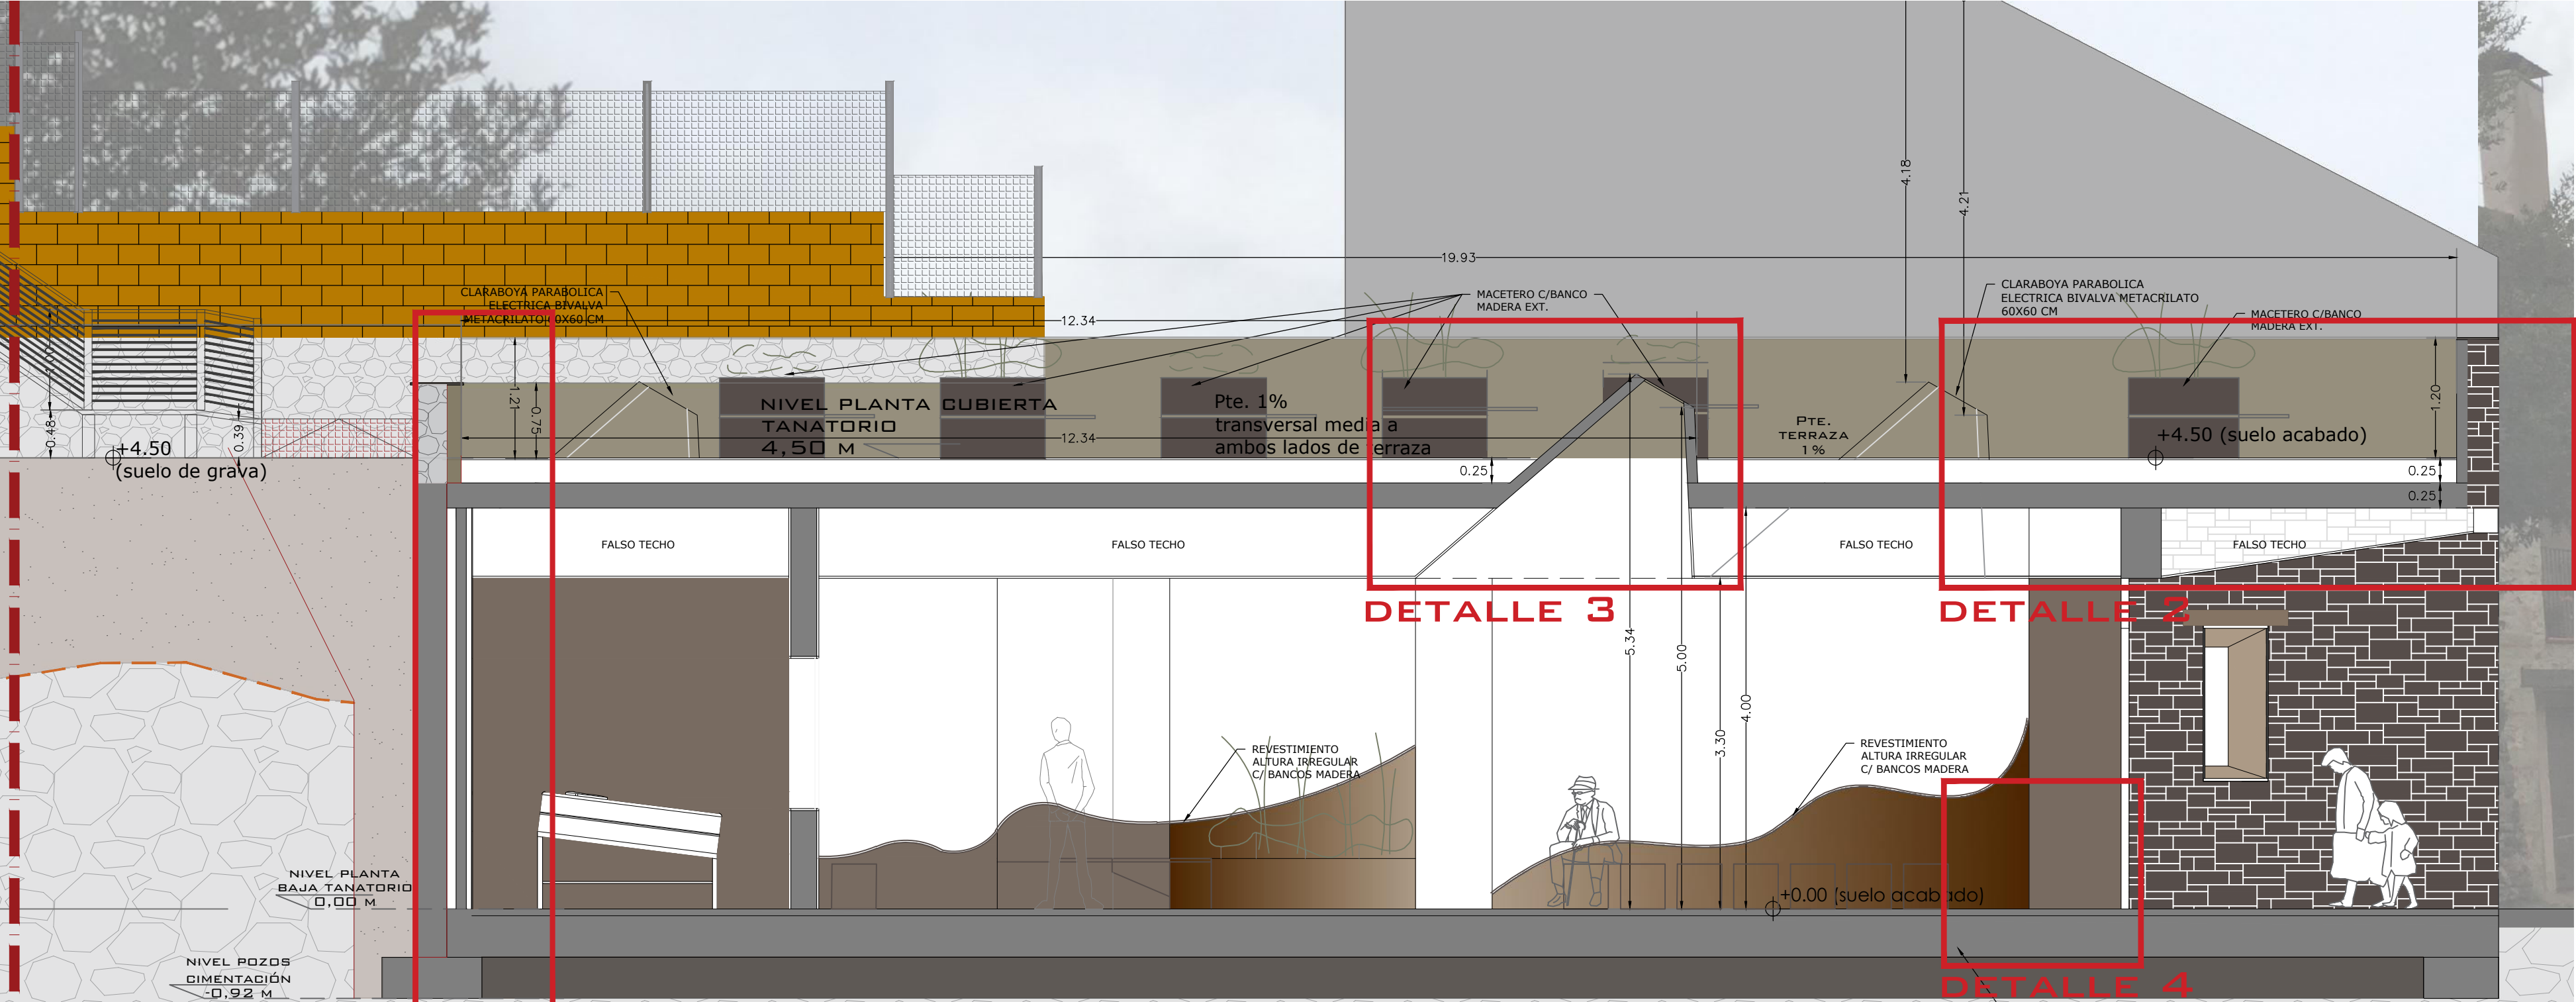 4.18
4.21
19.93
CLARABOYA PARABOLICA
ELECTRICA BIVALVA
METACRILATO 60X60 CM
12.34
MACETERO C/BANCO
MADERA EXT.
CLARABOYA PARABOLICA
ELECTRICA BIVALVA METACRILATO
60X60 CM
MACETERO C/BANCO
MADERA EXT.
1.21
0.75
1.20
0.48
0.39
NIVEL PLANTA CUBIERTA
TANATORIO
4,50 M
12.34
Pte. 1%
transversal media a
ambos lados de terraza
PTE.
TERRAZA
1%
+4.50 (suelo acabado)
+4.50
(suelo de grava)
0.25
0.25
0.25
FALSO TECHO
FALSO TECHO
FALSO TECHO
FALSO TECHO
DETALLE 3
DETALLE 2
5.34
5.00
3.30
4.00
REVESTIMIENTO
ALTURA IRREGULAR
C/ BANCOS MADERA
REVESTIMIENTO
ALTURA IRREGULAR
C/ BANCOS MADERA
NIVEL PLANTA
BAJA TANATORIO
0,00 M
+0.00 (suelo acabado)
NIVEL POZOS
CIMENTACIÓN
-0,92 M
DETALLE 4